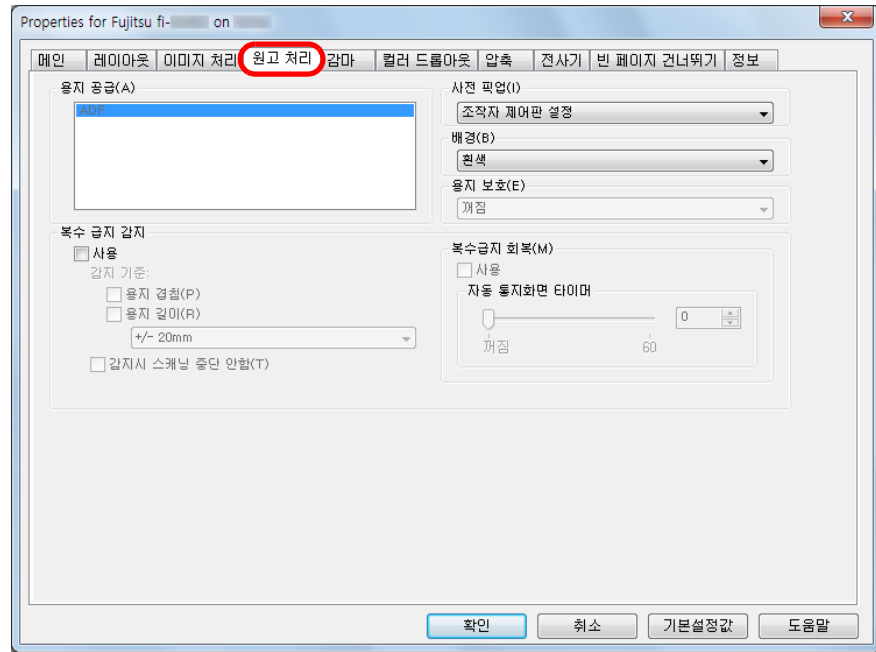 Properties for Fujitsu fi- on
메인 레이아웃 이미지 처리 원고 처리 감마 컬러 드롭아웃 압축 전사기 빈 페이지 건너뛰기 정보
용지 공급(A)
ADF
사전 픽업(I)
조작자 제어판 설정
배경(B)
흰색
용지 보호(E)
꺼짐
복수 급지 감지
사용
감지 기준:
용지 겹침(P)
용지 길이(R)
+/- 20mm
감지시 스캐닝 중단 안함(T)
복수급지 회복(M)
사용
자동 통지화면 타이머
0
꺼짐 60
확인 취소 기본설정값 도움말